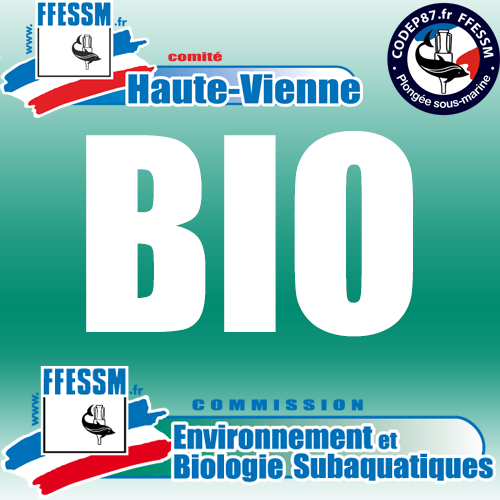 www.FFESSM.fr
comité
Haute-Vienne
CODEP87.fr FFESSM
Plongée sous-marine
BIO
www.FFESSM.fr
COMMISSION
Environnement et
Biologie Subaquatiques